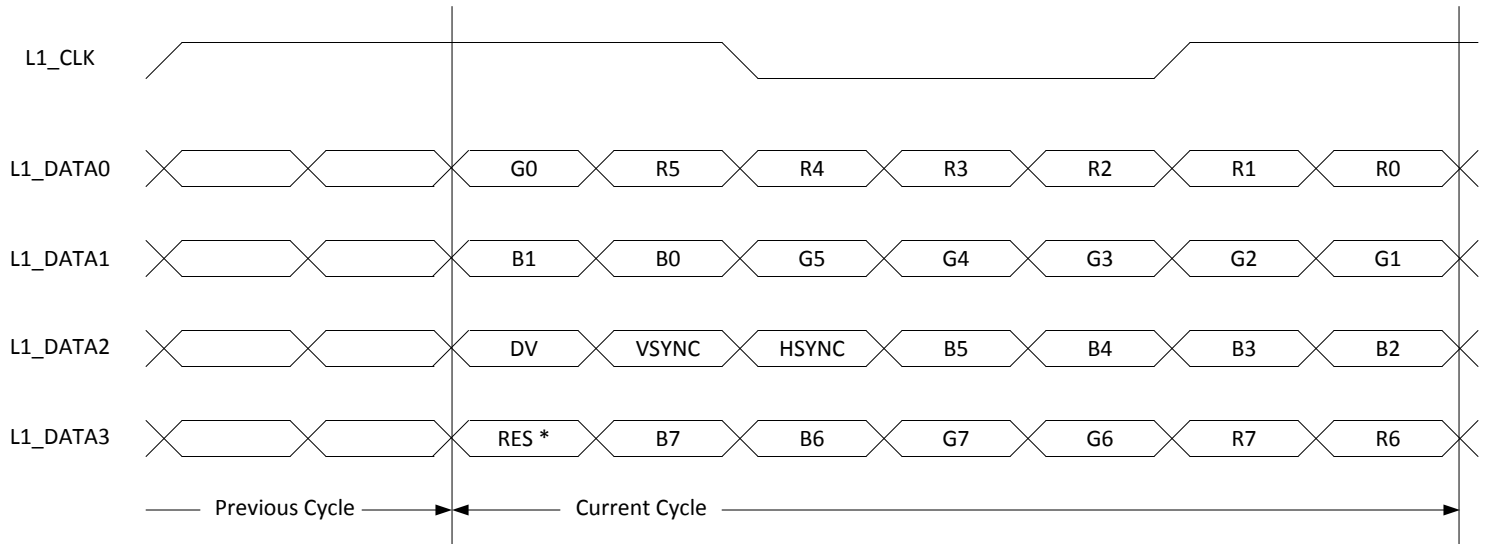 L1_CLK
L1_DATA0 G0 R5 R4 R3 R2 R1 R0
L1_DATA1 B1 B0 G5 G4 G3 G2 G1
L1_DATA2 DV VSYNC HSYNC B5 B4 B3 B2
L1_DATA3 RES * B7 B6 G7 G6 R7 R6
Previous Cycle Current Cycle